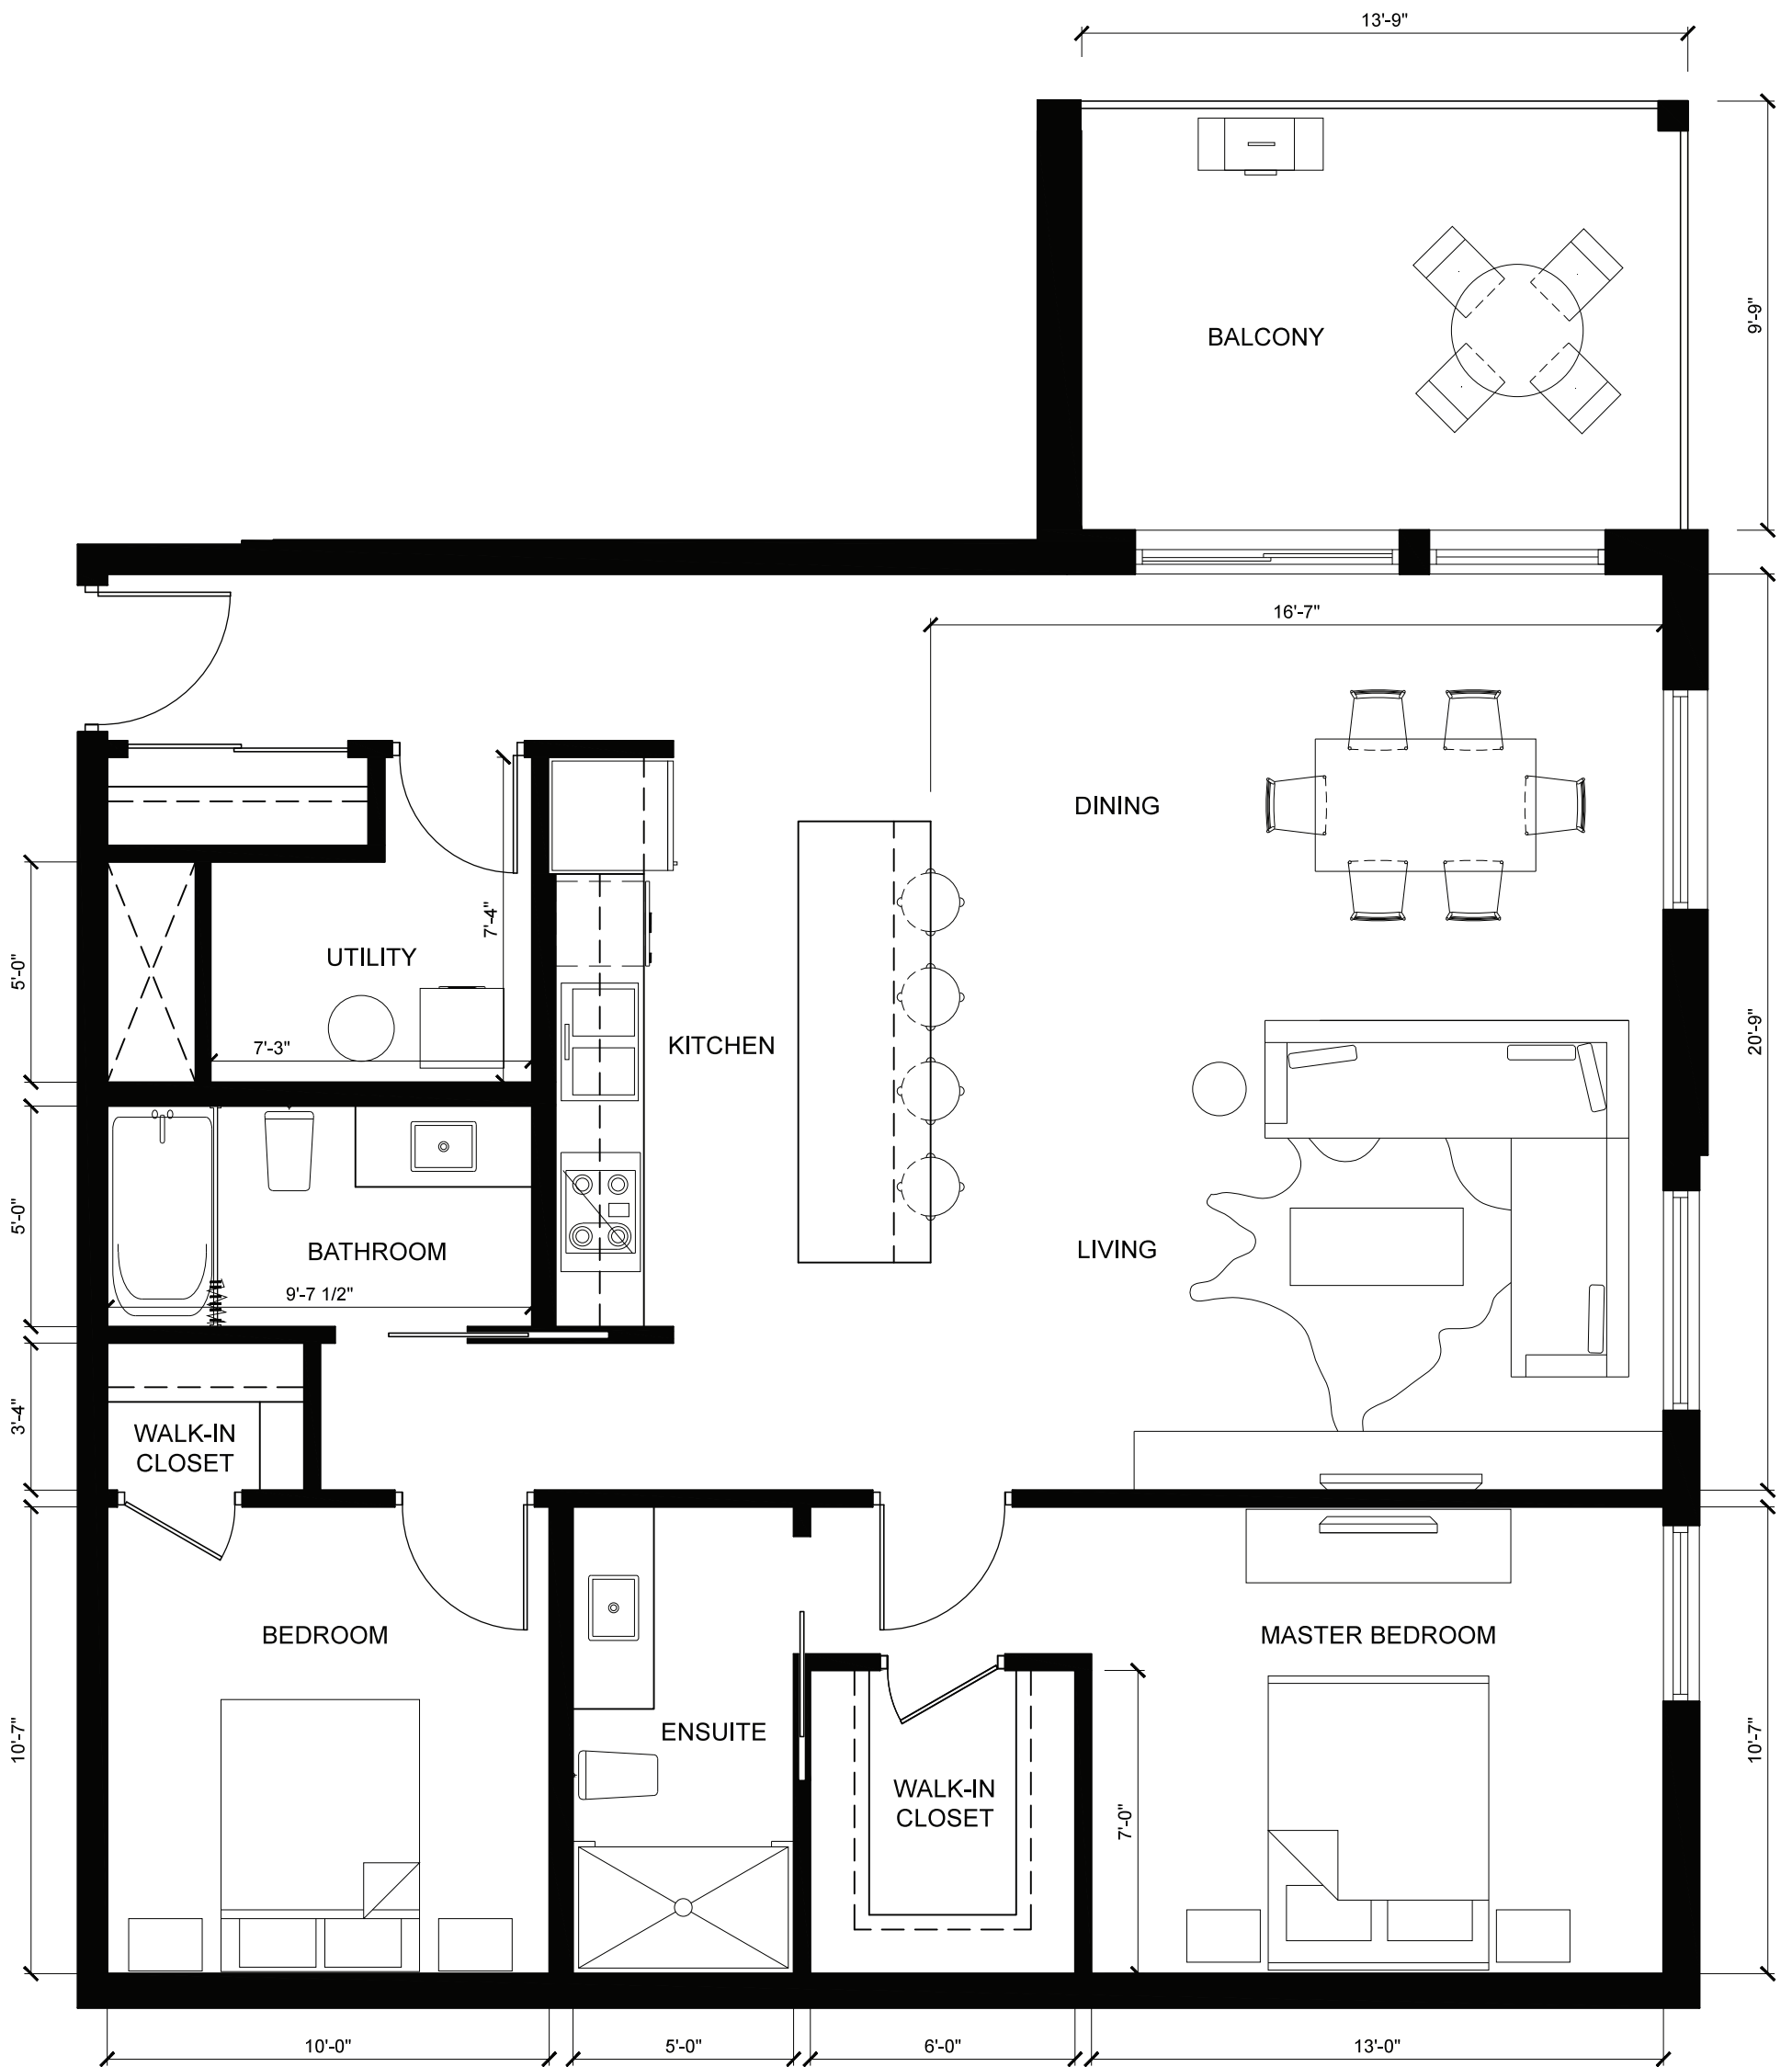 13'-9"
9'-9"
BALCONY
16'-7"
DINING
7'-4"
UTILITY
5'-0"
7'-3"
KITCHEN
20'-9"
5'-0"
BATHROOM
LIVING
9'-7 1/2"
3'-4"
WALK-IN
CLOSET
BEDROOM
MASTER BEDROOM
ENSUITE
10'-7"
10'-7"
WALK-IN
CLOSET
7'-0"
10'-0"
5'-0"
6'-0"
13'-0"